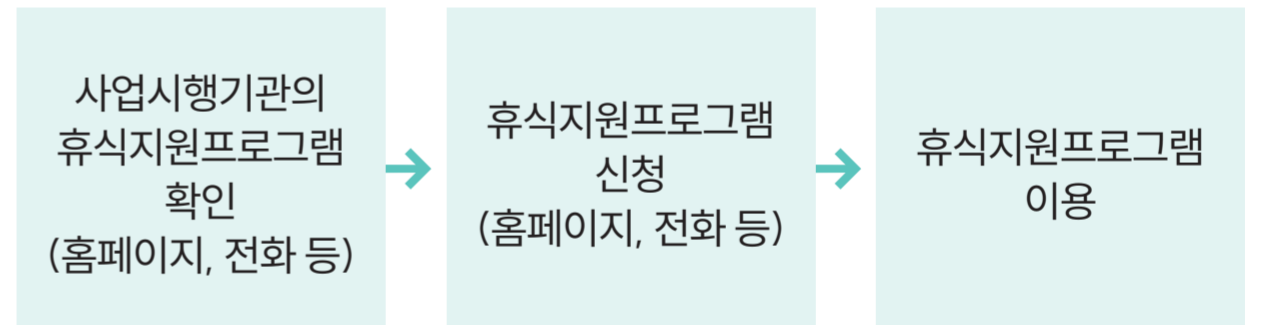 사업시행기관의
휴식지원프로그램
확인
(홈페이지, 전화 등)
휴식지원프로그램
신청
(홈페이지, 전화 등)
휴식지원프로그램
이용